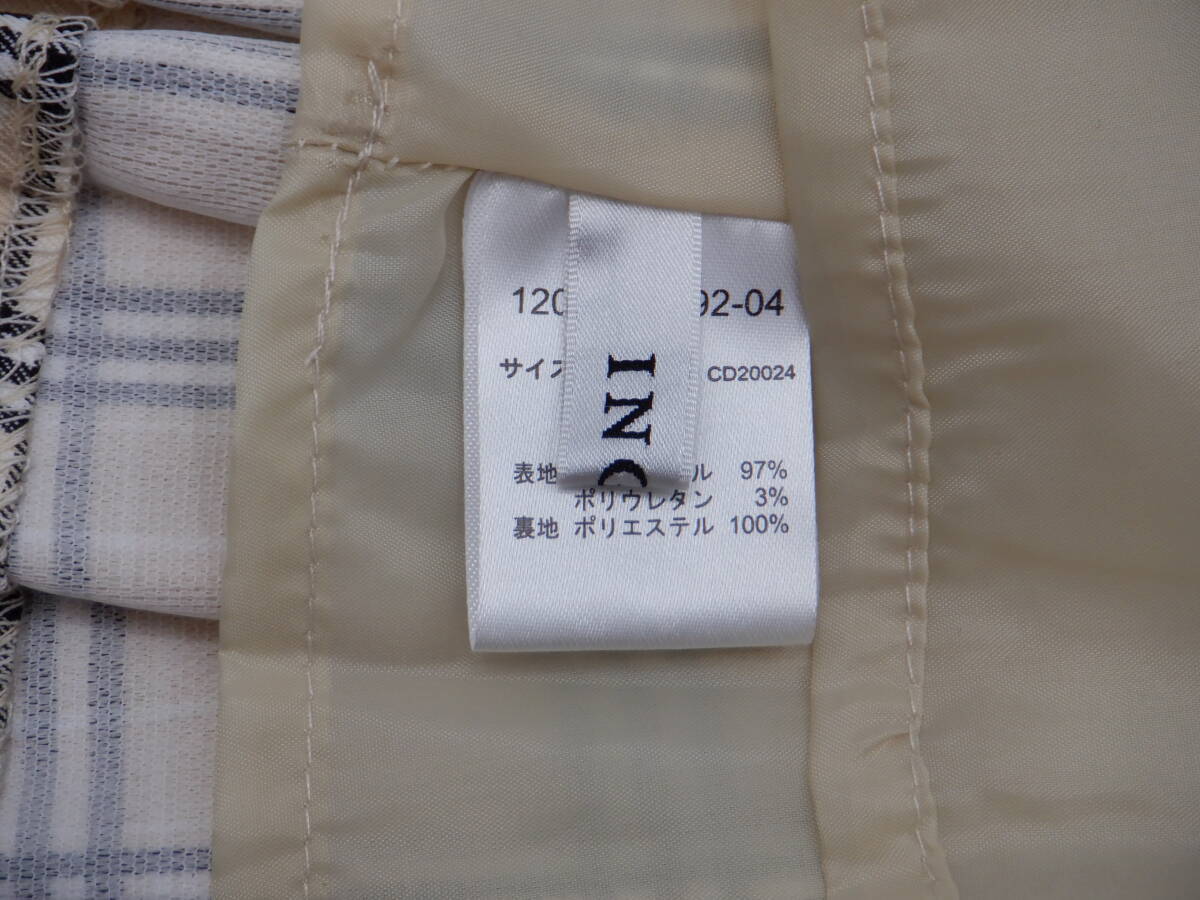 120 92-04
サイズ CD20024
表地 ル 97%
ポリウレタン 3%
裏地 ポリエステル 100%
INC